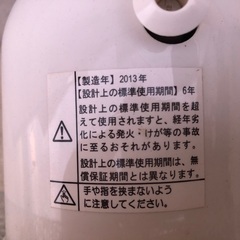 【製造年】2013年
【設計上の標準使用期間】6年
設計上の標準使用期間を超
えて使用されますと、経年劣
化による発火・けが等の事故
に至るおそれがあります。
設計上の標準使用期間は、無
償保証期間とは異なります。
手や指を挟まないよう
に注意してください。